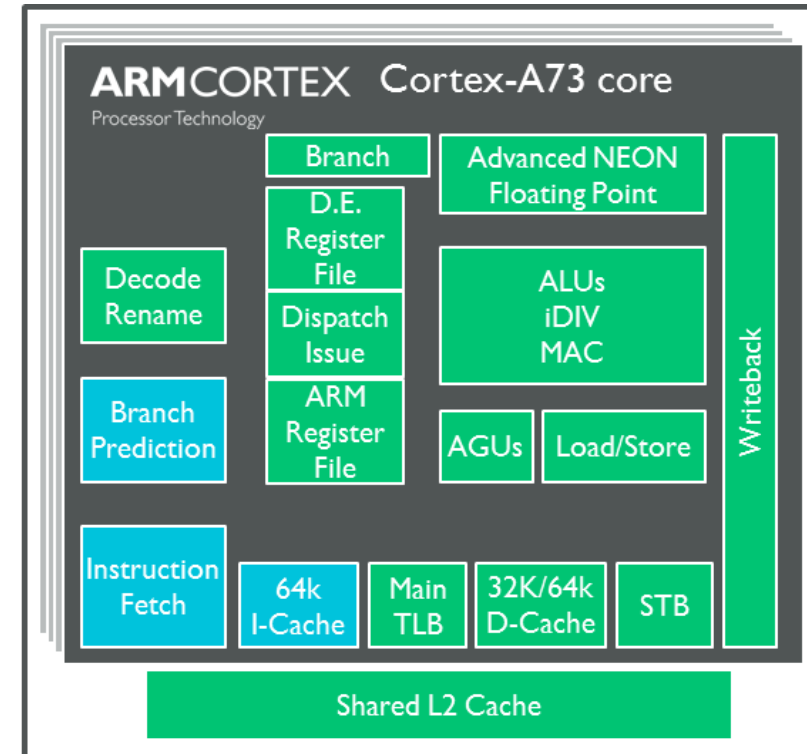 ARMCORTEX Cortex-A73 core
Processor Technology
Branch
Advanced NEON
Floating Point
D.E.
Register
File
Decode
Rename
Dispatch
Issue
ALUs
iDIV
MAC
Writeback
Branch
Prediction
ARM
Register
File
AGUs
Load/Store
Instruction
Fetch
64k
I-Cache
Main
TLB
32K/64k
D-Cache
STB
Shared L2 Cache